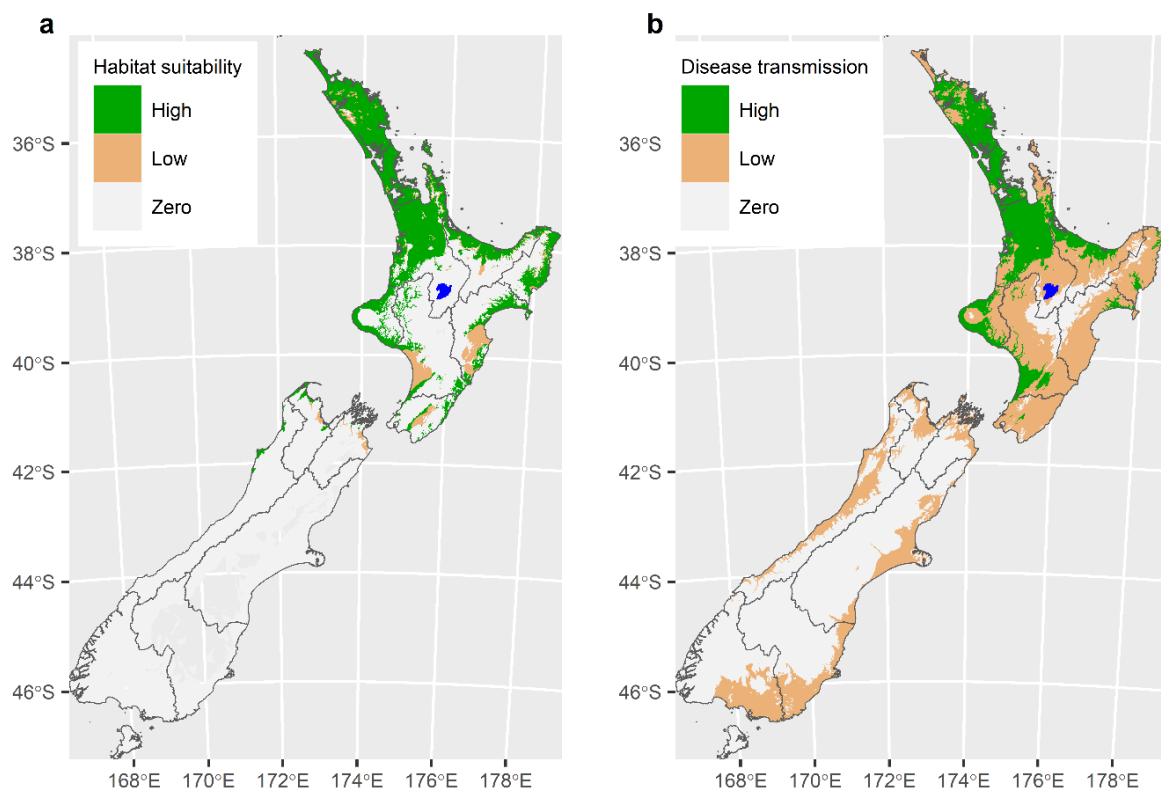 a
Habitat suitability
High
Low
Zero
36°S
38°S
40°S
42°S
44°S
46°S
168°E 170°E 172°E 174°E 176°E 178°E
b
Disease transmission
High
Low
Zero
36°S
38°S
40°S
42°S
44°S
46°S
168°E 170°E 172°E 174°E 176°E 178°E